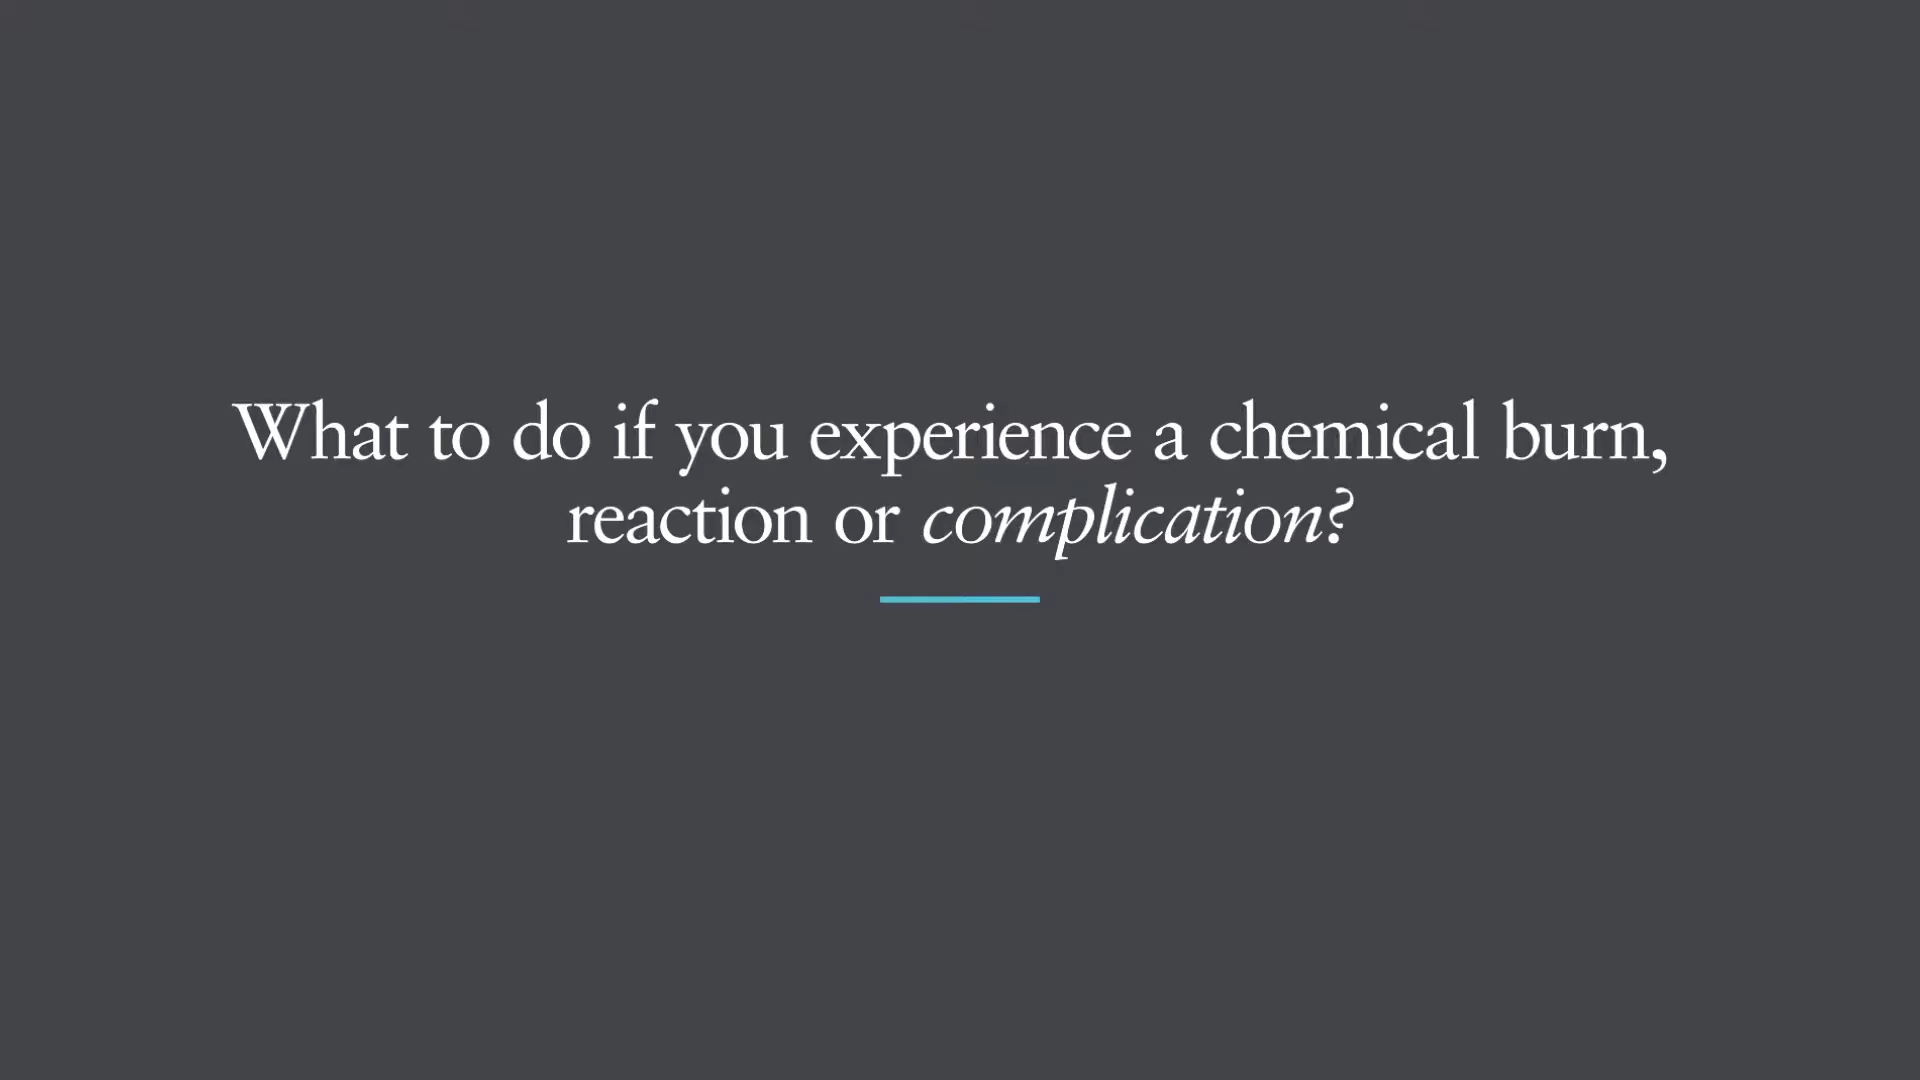 What to do if you experience a chemical burn,
reaction or complication?